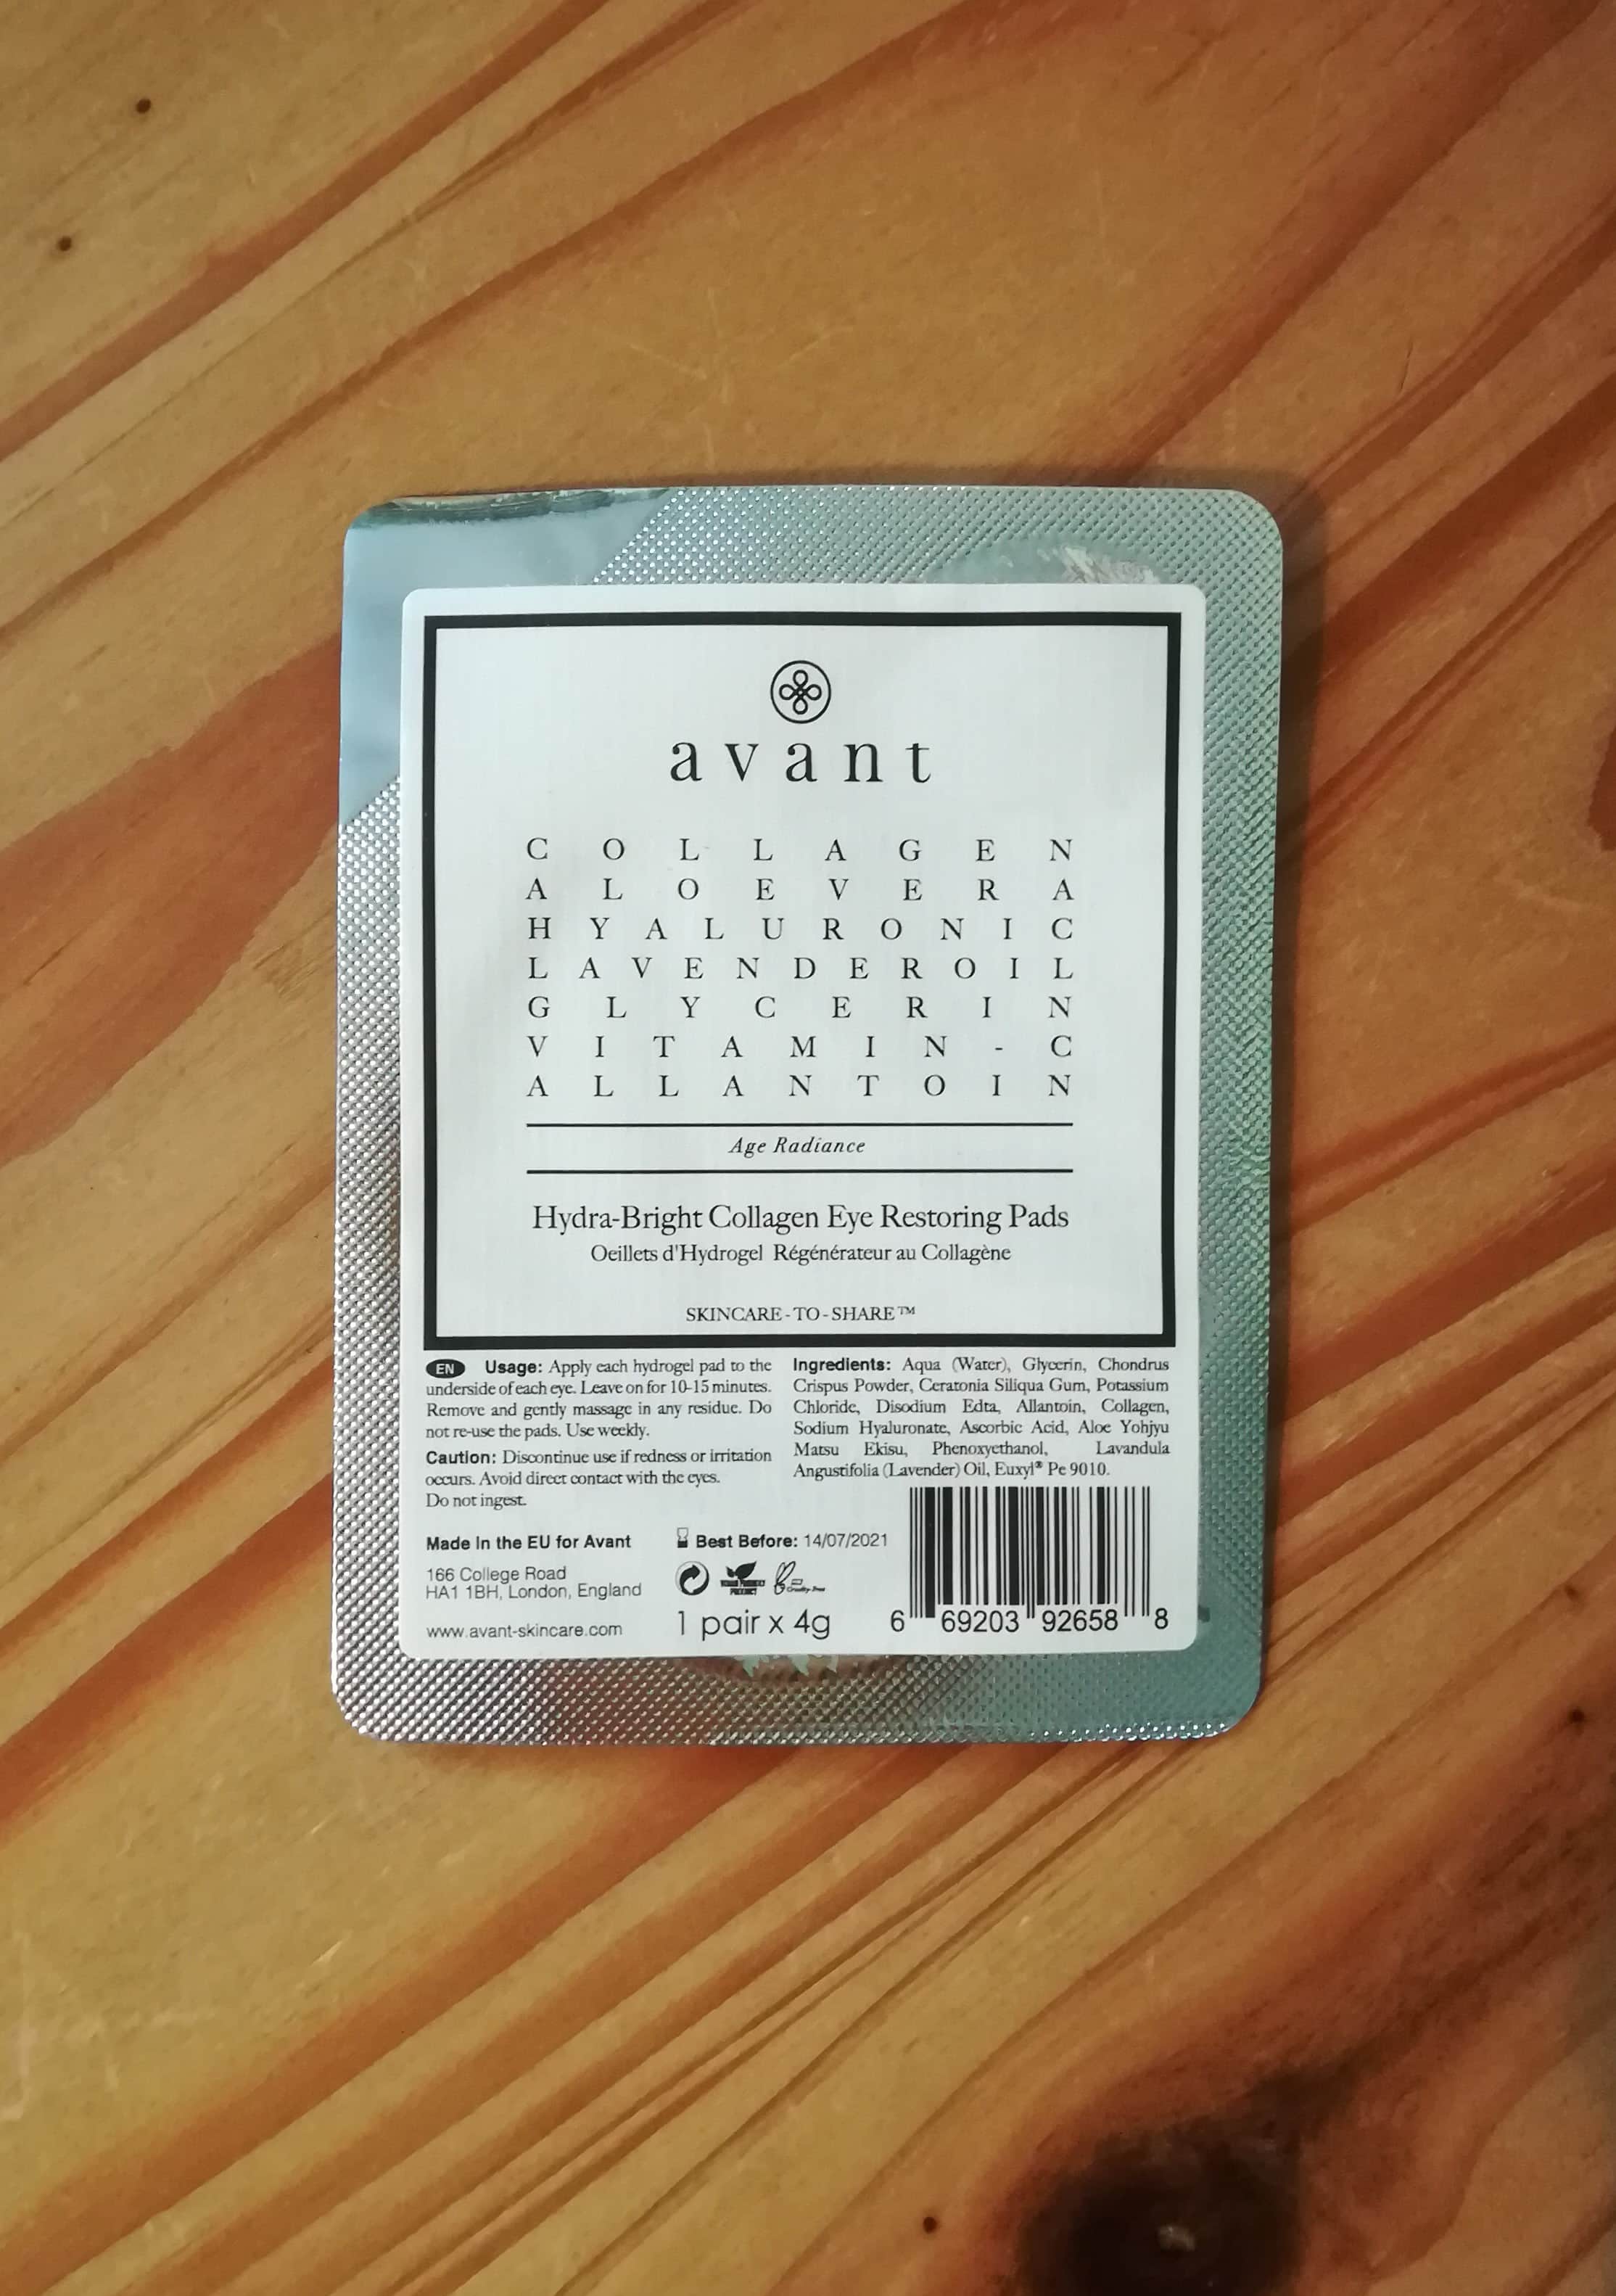 avant
COLLAGEN
ALOEVERA
HYALURONIC
LAVENDEROIL
GLYCERIN
VITAMIN-C
ALLANTOIN
Age Radiance
Hydra-Bright Collagen Eye Restoring Pads
Oeillets d'Hydrogel Régénérateur au Collagène
SKINCARE-TO-SHARE™
EN Usage: Apply each hydrogel pad to the
underside of each eye. Leave on for 10-15 minutes.
Remove and gently massage in any residue. Do
not re-use the pads. Use weekly.
Caution: Discontinue use if redness or irritation
occurs. Avoid direct contact with the eyes.
Do not ingest.
Ingredients: Aqua (Water), Glycerin, Chondrus
Crispus Powder, Ceratonia Siliqua Gum, Potassium
Chloride, Disodium Edta, Allantoin, Collagen,
Sodium Hyaluronate, Ascorbic Acid, Aloe Yohjyu
Matsu Ekisu, Phenoxyethanol, Lavandula
Angustifolia (Lavender) Oil, Euxyl® Pe 9010.
Made In the EU for Avant
166 College Road
HA1 1BH, London, England
www.avant-skincare.com
Best Before: 14/07/2021
Cruelty-free
1 pair x 4g
6 69203 92658 8